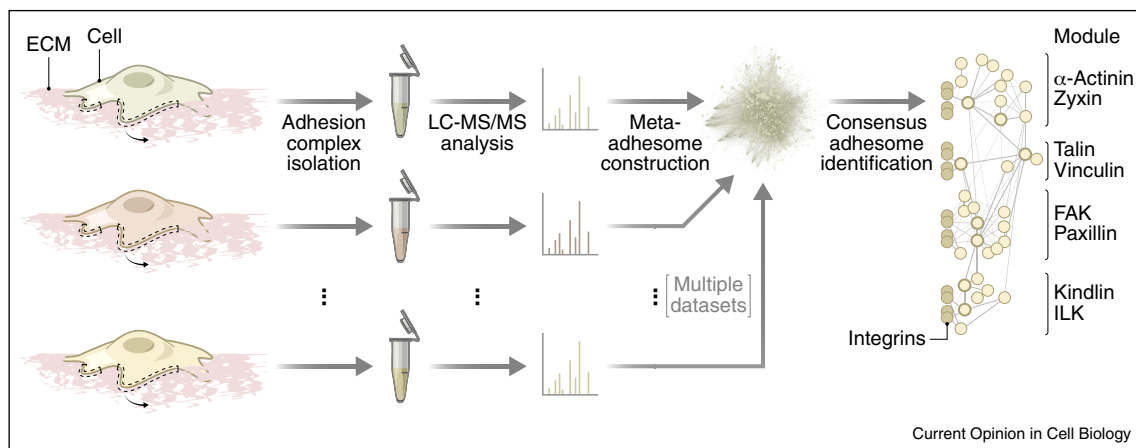 ECM
Cell
Adhesion
complex
isolation
LC-MS/MS
analysis
Meta-
adhesome
construction
Consensus
adhesome
identification
Module
α-Actinin
Zyxin
Talin
Vinculin
FAK
Paxillin
Kindlin
ILK
Integrins
[Multiple
datasets]
Current Opinion in Cell Biology